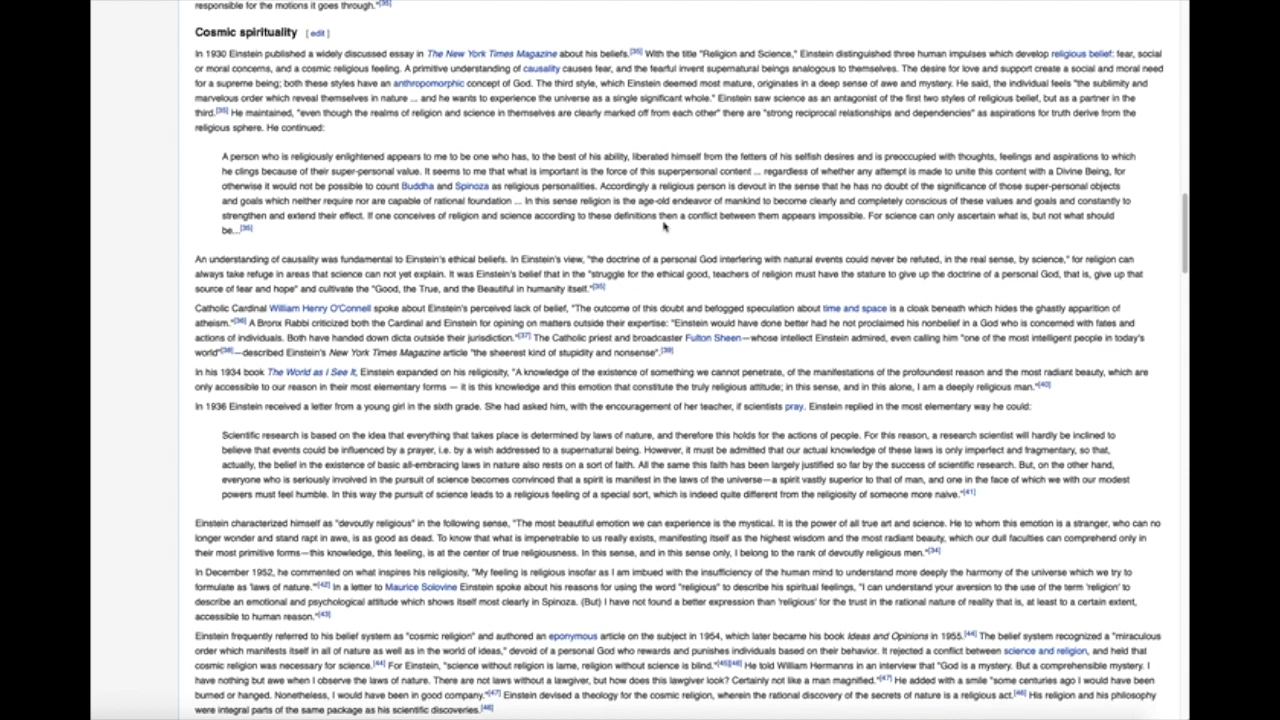 responsible for the motions it goes through."[35]
Cosmic spirituality [ edit ]
In 1930 Einstein published a widely discussed essay in The New York Times Magazine about his beliefs.[35] With the title "Religion and Science," Einstein distinguished three human impulses which develop religious belief: fear, social
or moral concerns, and a cosmic religious feeling. A primitive understanding of causality causes fear, and the fearful invent supernatural beings analogous to themselves. The desire for love and support create a social and moral need
for a supreme being; both these styles have an anthropomorphic concept of God. The third style, which Einstein deemed most mature, originates in a deep sense of awe and mystery. He said, the individual feels "the sublimity and
marvelous order which reveal themselves in nature ... and he wants to experience the universe as a single significant whole." Einstein saw science as an antagonist of the first two styles of religious belief, but as a partner in the
third.[35] He maintained, "even though the realms of religion and science in themselves are clearly marked off from each other" there are "strong reciprocal relationships and dependencies" as aspirations for truth derive from the
religious sphere. He continued:
A person who is religiously enlightened appears to me to be one who has, to the best of his ability, liberated himself from the fetters of his selfish desires and is preoccupied with thoughts, feelings and aspirations to which
he clings because of their super-personal value. It seems to me that what is important is the force of this superpersonal content ... regardless of whether any attempt is made to unite this content with a Divine Being, for
otherwise it would not be possible to count Buddha and Spinoza as religious personalities. Accordingly a religious person is devout in the sense that he has no doubt of the significance of those super-personal objects
and goals which neither require nor are capable of rational foundation ... In this sense religion is the age-old endeavor of mankind to become clearly and completely conscious of these values and goals and constantly to
strengthen and extend their effect. If one conceives of religion and science according to these definitions then a conflict between them appears impossible. For science can only ascertain what is, but not what should
be...[35]
An understanding of causality was fundamental to Einstein's ethical beliefs. In Einstein's view, "the doctrine of a personal God interfering with natural events could never be refuted, in the real sense, by science," for religion can
always take refuge in areas that science can not yet explain. It was Einstein's belief that in the "struggle for the ethical good, teachers of religion must have the stature to give up the doctrine of a personal God, that is, give up that
source of fear and hope" and cultivate the "Good, the True, and the Beautiful in humanity itself."[35]
Catholic Cardinal William Henry O'Connell spoke about Einstein's perceived lack of belief, "The outcome of this doubt and befogged speculation about time and space is a cloak beneath which hides the ghastly apparition of
atheism."[36] A Bronx Rabbi criticized both the Cardinal and Einstein for opining on matters outside their expertise: "Einstein would have done better had he not proclaimed his nonbelief in a God who is concerned with fates and
actions of individuals. Both have handed down dicta outside their jurisdiction."[37] The Catholic priest and broadcaster Fulton Sheen—whose intellect Einstein admired, even calling him "one of the most intelligent people in today's
world"[38]—described Einstein's New York Times Magazine article "the sheerest kind of stupidity and nonsense".[39]
In his 1934 book The World as I See It, Einstein expanded on his religiosity, "A knowledge of the existence of something we cannot penetrate, of the manifestations of the profoundest reason and the most radiant beauty, which are
only accessible to our reason in their most elementary forms — it is this knowledge and this emotion that constitute the truly religious attitude; in this sense, and in this alone, I am a deeply religious man."[40]
In 1936 Einstein received a letter from a young girl in the sixth grade. She had asked him, with the encouragement of her teacher, if scientists pray. Einstein replied in the most elementary way he could:
Scientific research is based on the idea that everything that takes place is determined by laws of nature, and therefore this holds for the actions of people. For this reason, a research scientist will hardly be inclined to
believe that events could be influenced by a prayer, i.e. by a wish addressed to a supernatural being. However, it must be admitted that our actual knowledge of these laws is only imperfect and fragmentary, so that,
actually, the belief in the existence of basic all-embracing laws in nature also rests on a sort of faith. All the same this faith has been largely justified so far by the success of scientific research. But, on the other hand,
everyone who is seriously involved in the pursuit of science becomes convinced that a spirit is manifest in the laws of the universe—a spirit vastly superior to that of man, and one in the face of which we with our modest
powers must feel humble. In this way the pursuit of science leads to a religious feeling of a special sort, which is indeed quite different from the religiosity of someone more naive."[41]
Einstein characterized himself as "devoutly religious" in the following sense, "The most beautiful emotion we can experience is the mystical. It is the power of all true art and science. He to whom this emotion is a stranger, who can no
longer wonder and stand rapt in awe, is as good as dead. To know that what is impenetrable to us really exists, manifesting itself as the highest wisdom and the most radiant beauty, which our dull faculties can comprehend only in
their most primitive forms—this knowledge, this feeling, is at the center of true religiousness. In this sense, and in this sense only, I belong to the rank of devoutly religious men."[34]
In December 1952, he commented on what inspires his religiosity, "My feeling is religious insofar as I am imbued with the insufficiency of the human mind to understand more deeply the harmony of the universe which we try to
formulate as 'laws of nature.'"[42] In a letter to Maurice Solovine Einstein spoke about his reasons for using the word "religious" to describe his spiritual feelings, "I can understand your aversion to the use of the term 'religion' to
describe an emotional and psychological attitude which shows itself most clearly in Spinoza. (But) I have not found a better expression than 'religious' for the trust in the rational nature of reality that is, at least to a certain extent,
accessible to human reason."[43]
Einstein frequently referred to his belief system as "cosmic religion" and authored an eponymous article on the subject in 1954, which later became his book Ideas and Opinions in 1955.[44] The belief system recognized a "miraculous
order which manifests itself in all of nature as well as in the world of ideas," devoid of a personal God who rewards and punishes individuals based on their behavior. It rejected a conflict between science and religion, and held that
cosmic religion was necessary for science.[44] For Einstein, "science without religion is lame, religion without science is blind."[45][46] He told William Hermanns in an interview that "God is a mystery. But a comprehensible mystery. I
have nothing but awe when I observe the laws of nature. There are not laws without a lawgiver, but how does this lawgiver look? Certainly not like a man magnified."[47] He added with a smile "some centuries ago I would have been
burned or hanged. Nonetheless, I would have been in good company."[47] Einstein devised a theology for the cosmic religion, wherein the rational discovery of the secrets of nature is a religious act.[46] His religion and his philosophy
were integral parts of the same package as his scientific discoveries.[46]